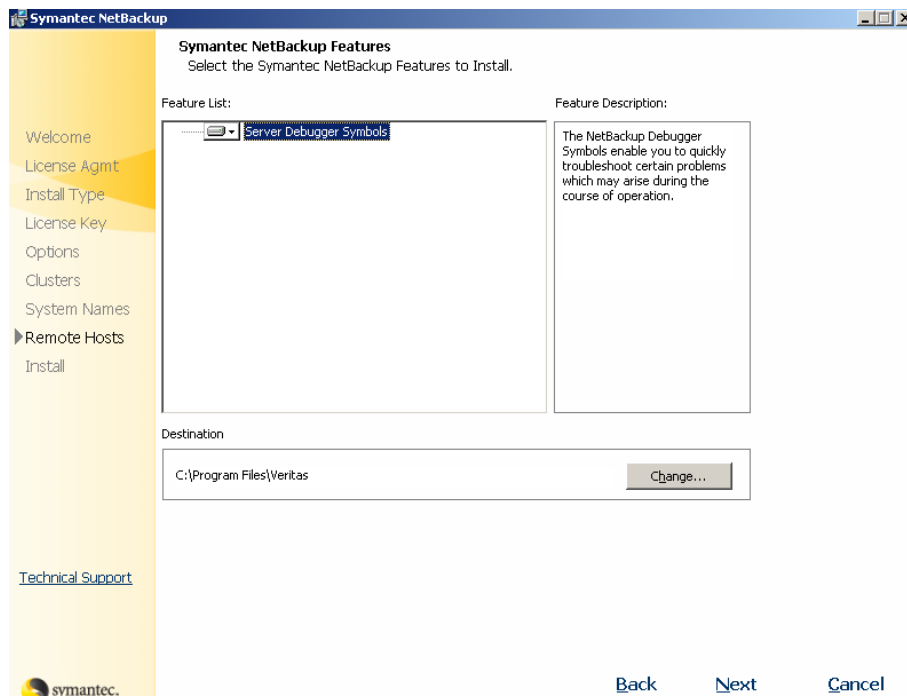 Symantec NetBackup
Symantec NetBackup Features
Select the Symantec NetBackup Features to Install.
Feature List:
Feature Description:
Server Debugger Symbols
The NetBackup Debugger
Symbols enable you to quickly
troubleshoot certain problems
which may arise during the
course of operation.
Welcome
License Agmt
Install Type
License Key
Options
Clusters
System Names
Remote Hosts
Install
Destination
C:\Program Files\Veritas
Change...
Technical Support
symantec.
Back
Next
Cancel